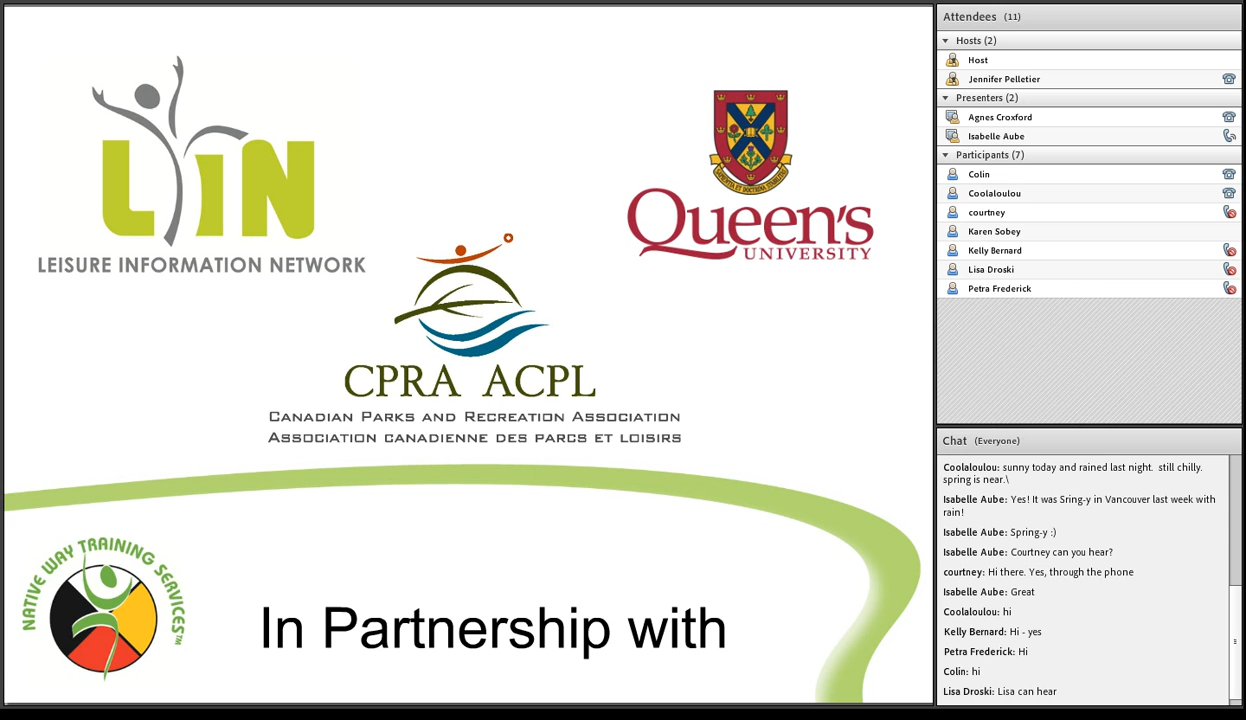 LIN
LEISURE INFORMATION NETWORK
SAPIENTIA ET DOCTRINA STABILITAS
Queen's
UNIVERSITY
CPRA ACPL
CANADIAN PARKS AND RECREATION ASSOCIATION
ASSOCIATION CANADIENNE DES PARCS ET LOISIRS
NATIVE WAY TRAINING SERVICES™
In Partnership with
Attendees (11)
Hosts (2)
Host
Jennifer Pelletier
Presenters (2)
Agnes Croxford
Isabelle Aube
Participants (7)
Colin
Coolaloulou
courtney
Karen Sobey
Kelly Bernard
Lisa Droski
Petra Frederick
Chat (Everyone)
Coolaloulou: sunny today and rained last night. still chilly.
spring is near.\
Isabelle Aube: Yes! It was Sring-y in Vancouver last week with
rain!
Isabelle Aube: Spring-y :)
Isabelle Aube: Courtney can you hear?
courtney: Hi there. Yes, through the phone
Isabelle Aube: Great
Coolaloulou: hi
Kelly Bernard: Hi - yes
Petra Frederick: Hi
Colin: hi
Lisa Droski: Lisa can hear